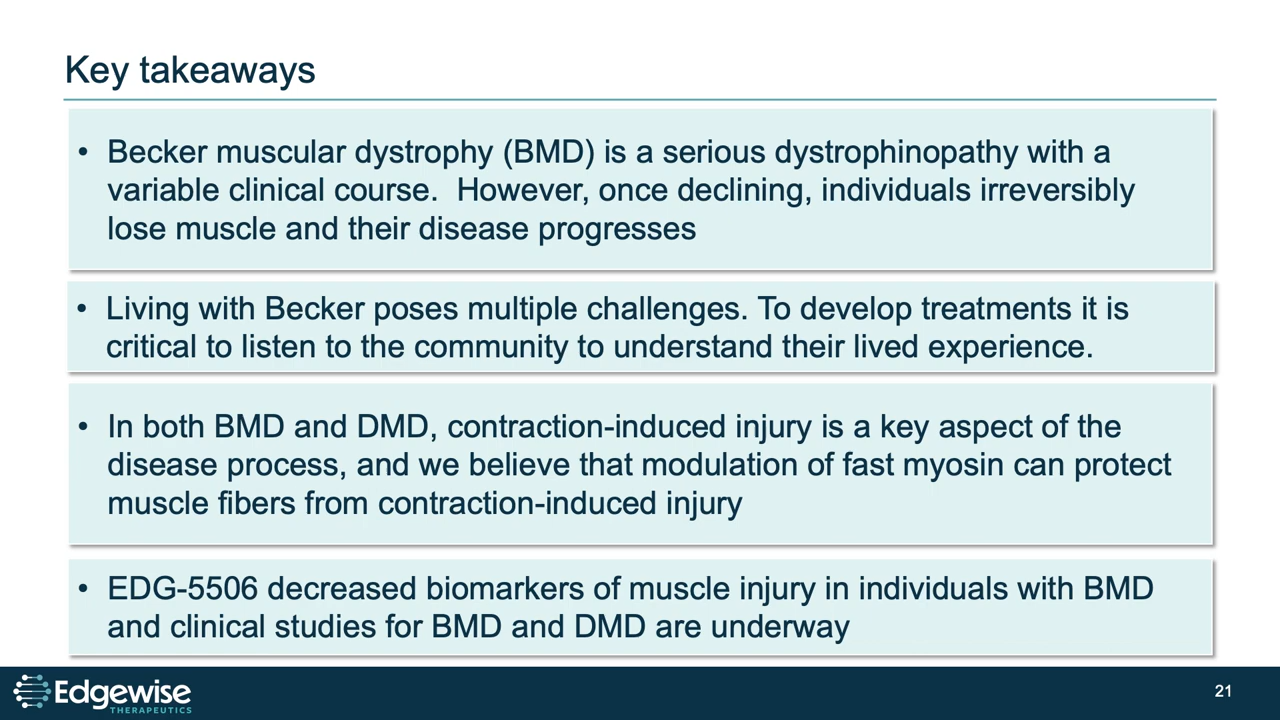 Key takeaways
• Becker muscular dystrophy (BMD) is a serious dystrophinopathy with a
variable clinical course.  However, once declining, individuals irreversibly
lose muscle and their disease progresses
• Living with Becker poses multiple challenges. To develop treatments it is
critical to listen to the community to understand their lived experience.
• In both BMD and DMD, contraction-induced injury is a key aspect of the
disease process, and we believe that modulation of fast myosin can protect
muscle fibers from contraction-induced injury
• EDG-5506 decreased biomarkers of muscle injury in individuals with BMD
and clinical studies for BMD and DMD are underway
Edgewise
THERAPEUTICS
21